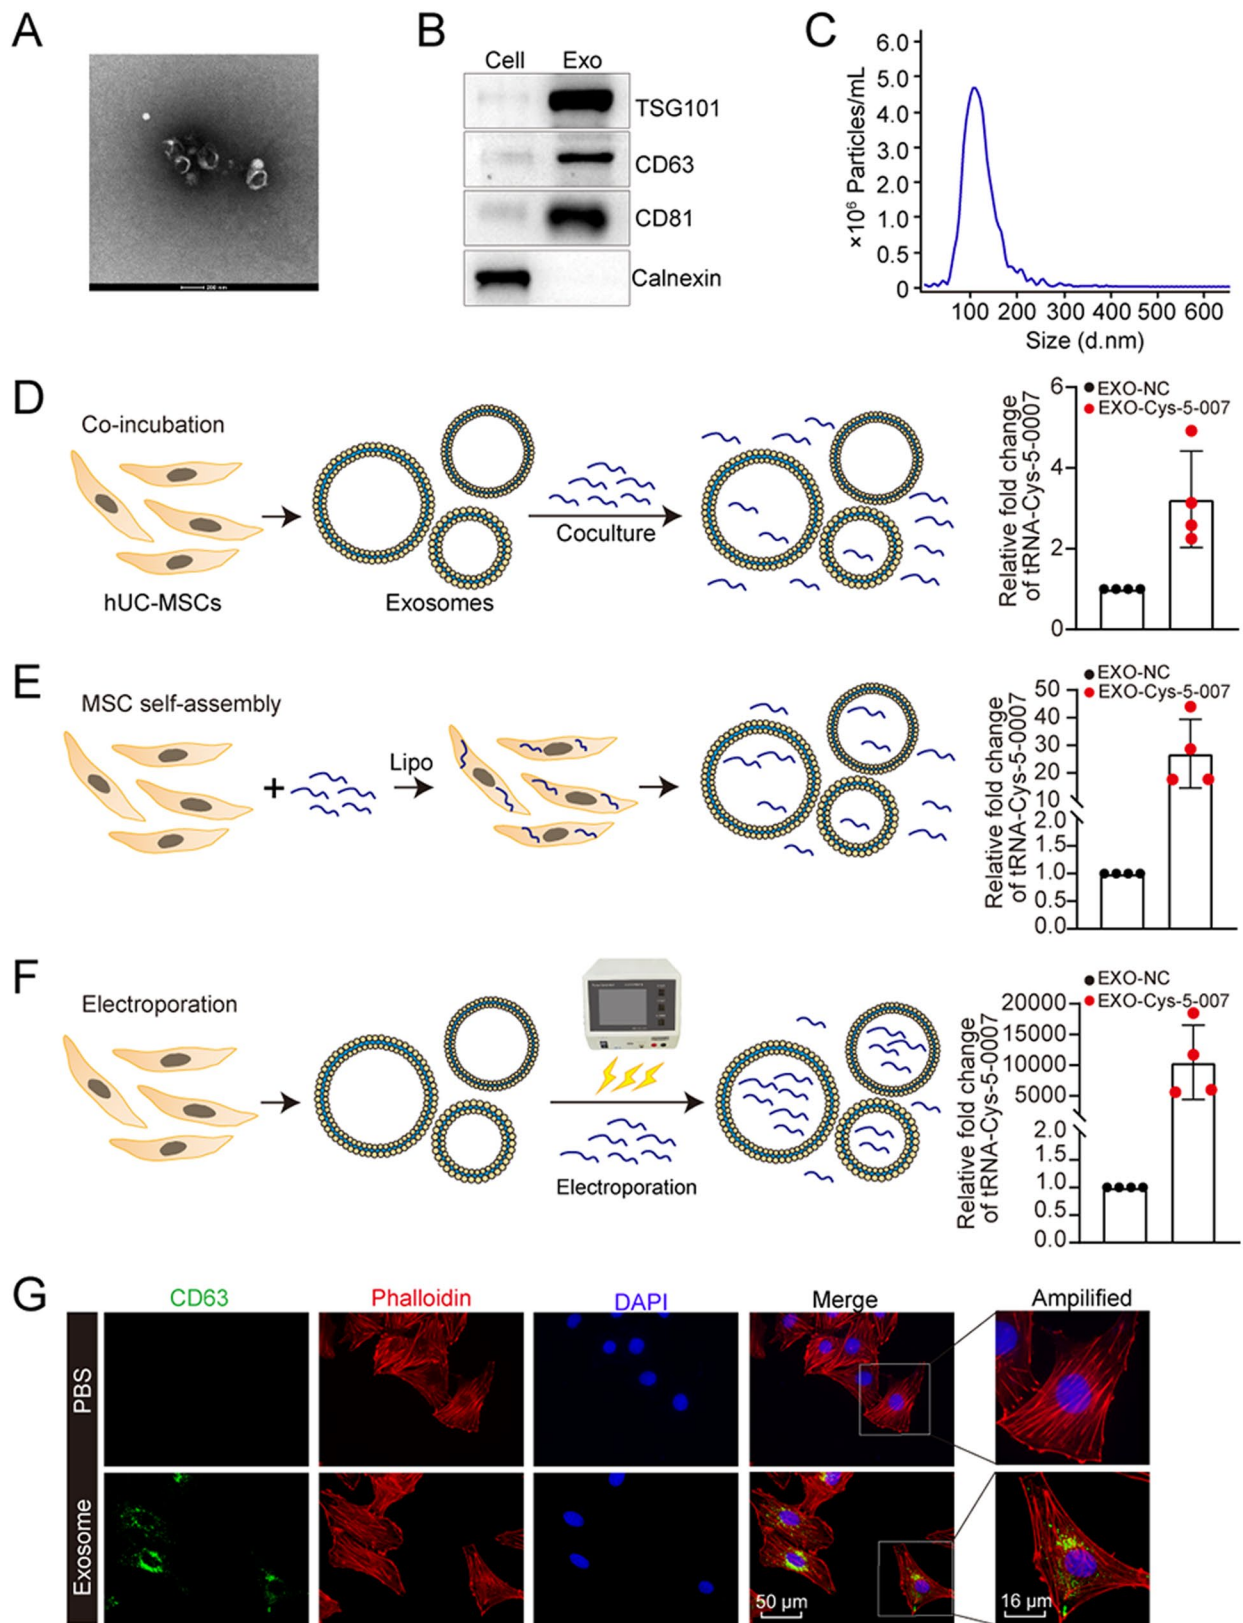 A
200 nm
B
Cell Exo
TSG101
CD63
CD81
Calnexin
C
×10⁶ Particles/mL
6.0
5.0
4.0
3.0
2.0
1.0
0.5
0
100 200 300 400 500 600
Size (d.nm)
D
Co-incubation
hUC-MSCs
Exosomes
Coculture
Relative fold change
of tRNA-Cys-5-0007
EXO-NC
EXO-Cys-5-007
6
4
2
0
E
MSC self-assembly
+
Lipo
Relative fold change
of tRNA-Cys-5-0007
EXO-NC
EXO-Cys-5-007
50
40
30
20
10
2.0
1.5
1.0
0.5
0.0
F
Electroporation
Electroporation
Relative fold change
of tRNA-Cys-5-0007
EXO-NC
EXO-Cys-5-007
20000
15000
10000
5000
2.0
1.5
1.0
0.5
0.0
G
CD63 Phalloidin DAPI Merge Ampilified
PBS
Exosome
50 μm
16 μm